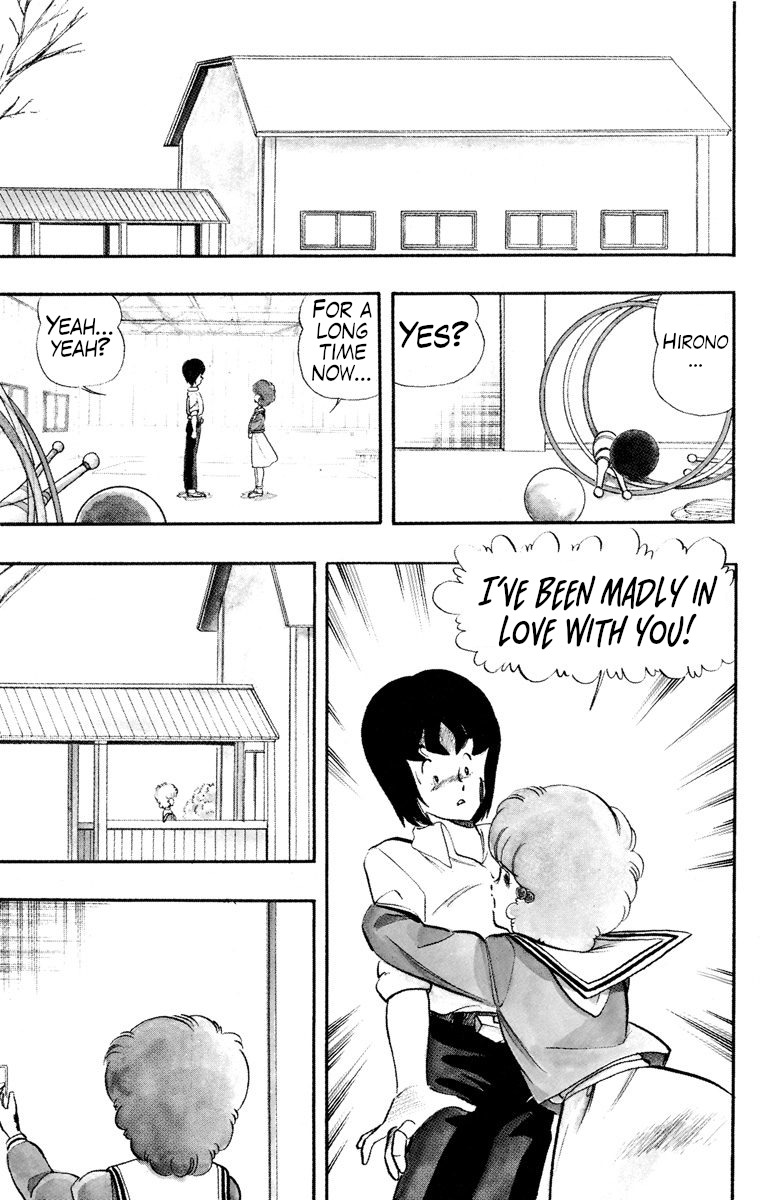 HIRONO
...
YES?
FOR A
LONG
TIME
NOW...
YEAH...
YEAH?
I'VE BEEN MADLY IN
LOVE WITH YOU!